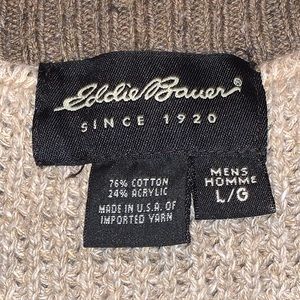 Eddie Bauer®
SINCE 1920
76% COTTON
24% ACRYLIC
MADE IN U.S.A. OF
IMPORTED YARN
MENS
HOMME
L/G